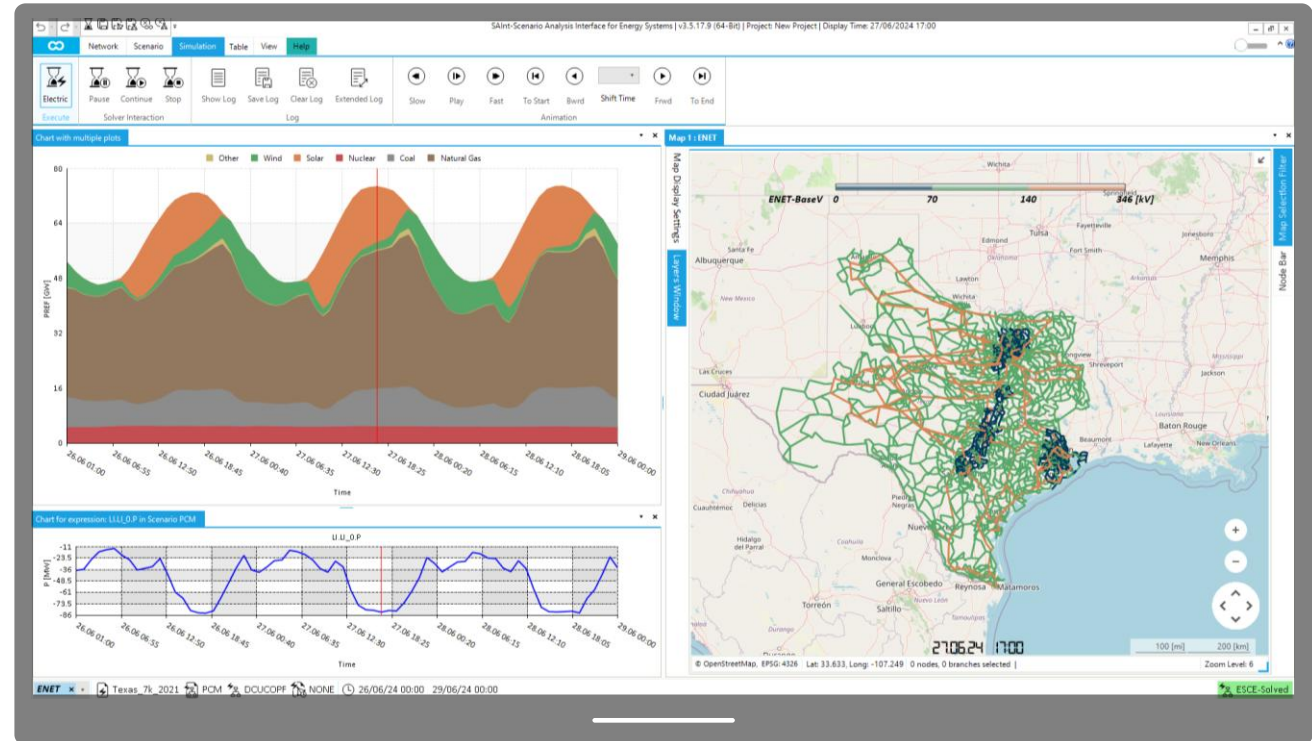 SAInt-Scenario Analysis Interface for Energy Systems | v3.5.17.9 (64-Bit) | Project: New Project | Display Time: 27/06/2024 17:00
Network Scenario Simulation Table View Help
Electric Pause Continue Stop Show Log Save Log Clear Log Extended Log Slow Play Fast To Start Bwrd Shift Time Frwd To End
Execute Solver Interaction Log Animation
Chart with multiple plots
Other Wind Solar Nuclear Coal Natural Gas
PREF [GW]
80
64
48
32
16
0
26.06 01:00 26.06 06:55 26.06 12:50 26.06 18:45 27.06 00:40 27.06 06:35 27.06 12:30 27.06 18:25 28.06 00:20 28.06 06:15 28.06 12:10 28.06 18:05 29.06 00:00
Time
Chart for expression: LI.LI_0.P in Scenario PCM
LI.LI_0.P
P [MW]
-11
-23.5
-36
-48.5
-61
-73.5
-86
26.06 01:00 26.06 06:55 26.06 12:50 26.06 18:45 27.06 00:40 27.06 06:35 27.06 12:30 27.06 18:25 28.06 00:20 28.06 06:15 28.06 12:10 28.06 18:05 29.06 00:00
Time
Map 1 : ENET
Map Display Settings
Layers Window
Map Selection Filter
Node Bar
Wichita
ENET-BaseV 0 70 140 346 [kV]
Springfield
Fayetteville
Tulsa
Edmond
Jonesboro
Santa Fe
Oklahoma
Fort Smith
Albuquerque
Memphis
Lawton
Arkansas
New Mexico
Wichita
Longview
Shreveport
Mississippi
Jackson
Las Cruces
Ciudad Juárez
Louisiana
Baton Rouge
Beaumont
Lafayette
New Orleans
Chihuahua
Cuauhtémoc
Delicias
Piedras
Negras
Coahuila
Hidalgo
del Parral
Monclova
General Escobedo
Reynosa
Matamoros
Nuevo León
Torreón
Saltillo
Tamaulipas
Durango
27.06.24 17:00
100 [mi] 200 [km]
© OpenStreetMap, EPSG: 4326 Lat: 33.633, Long: -107.249 0 nodes, 0 branches selected | Zoom Level: 6
ENET Texas_7k_2021 PCM DCUCOPF NONE 26/06/24 00:00 29/06/24 00:00 ESCE-Solved